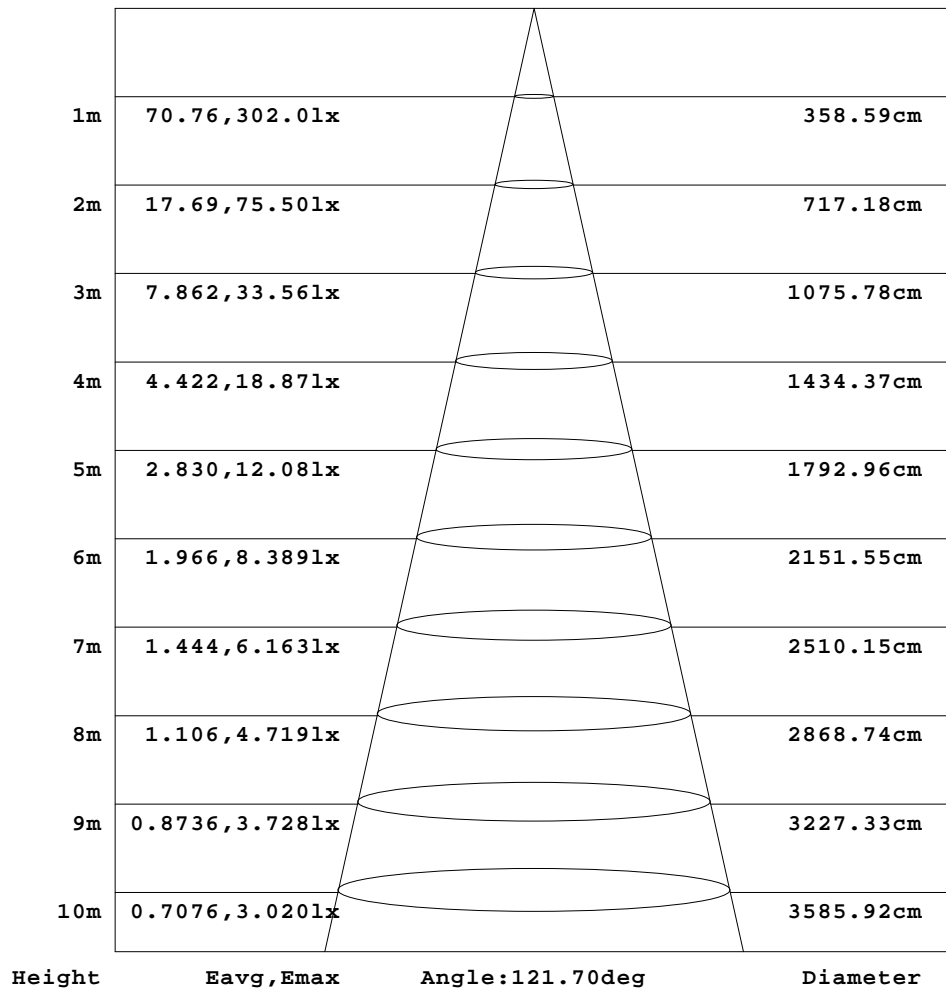 1m 70.76,302.0lx 358.59cm
2m 17.69,75.50lx 717.18cm
3m 7.862,33.56lx 1075.78cm
4m 4.422,18.87lx 1434.37cm
5m 2.830,12.08lx 1792.96cm
6m 1.966,8.389lx 2151.55cm
7m 1.444,6.163lx 2510.15cm
8m 1.106,4.719lx 2868.74cm
9m 0.8736,3.728lx 3227.33cm
10m 0.7076,3.020lx 3585.92cm
Height Eavg,Emax Angle:121.70deg Diameter